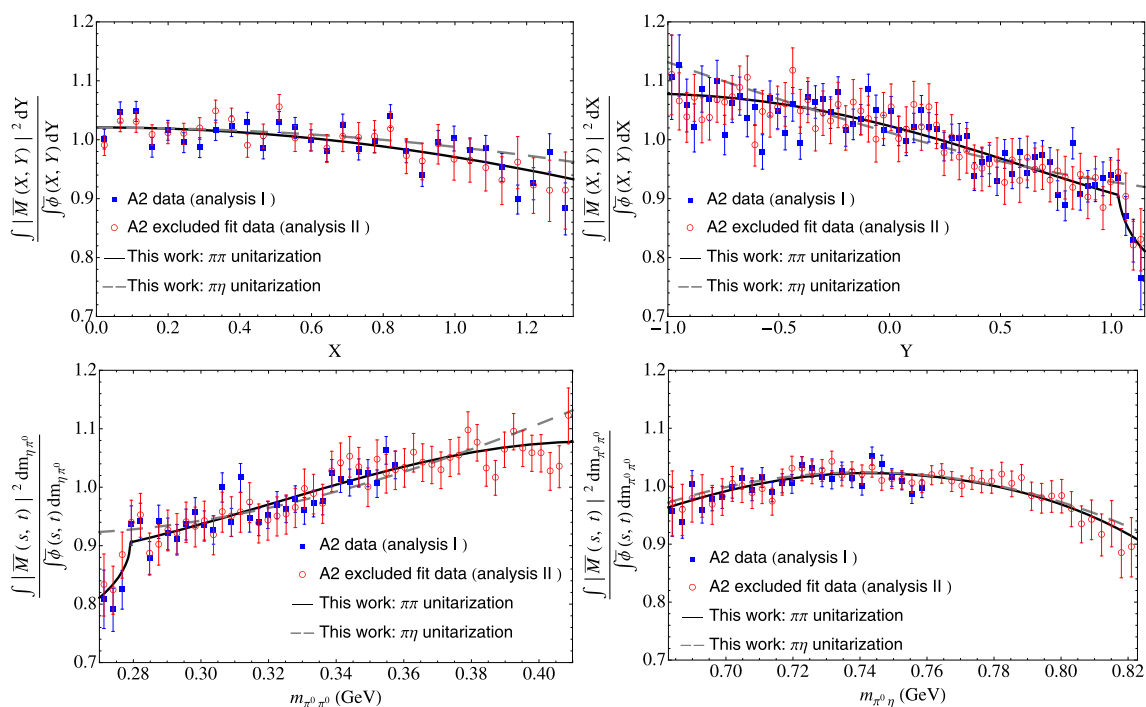 1.2
1.1
1.0
0.9
0.8
0.7
∫ | M̅ (X, Y) | ² dY
∫ϕ̃ (X, Y) dY
A2 data (analysis I )
A2 excluded fit data (analysis II )
This work: ππ unitarization
This work: πη unitarization
0.0 0.2 0.4 0.6 0.8 1.0 1.2
X
1.2
1.1
1.0
0.9
0.8
0.7
∫ | M̅ (X, Y) | ² dX
∫ϕ̃ (X, Y) dX
A2 data (analysis I )
A2 excluded fit data (analysis II )
This work: ππ unitarization
This work: πη unitarization
-1.0 -0.5 0.0 0.5 1.0
Y
1.2
1.1
1.0
0.9
0.8
0.7
∫ | M̅ (s, t) | ² dm_{ηπ⁰}
∫ϕ̃ (s, t) dm_{ηπ⁰}
A2 data (analysis I )
A2 excluded fit data (analysis II )
This work: ππ unitarization
This work: πη unitarization
0.28 0.30 0.32 0.34 0.36 0.38 0.40
m_{π⁰ π⁰} (GeV)
1.2
1.1
1.0
0.9
0.8
0.7
∫ | M̅ (s, t) | ² dm_{π⁰π⁰}
∫ϕ̃ (s, t) dm_{π⁰π⁰}
A2 data (analysis I )
A2 excluded fit data (analysis II )
This work: ππ unitarization
This work: πη unitarization
0.70 0.72 0.74 0.76 0.78 0.80 0.82
m_{π⁰ η} (GeV)